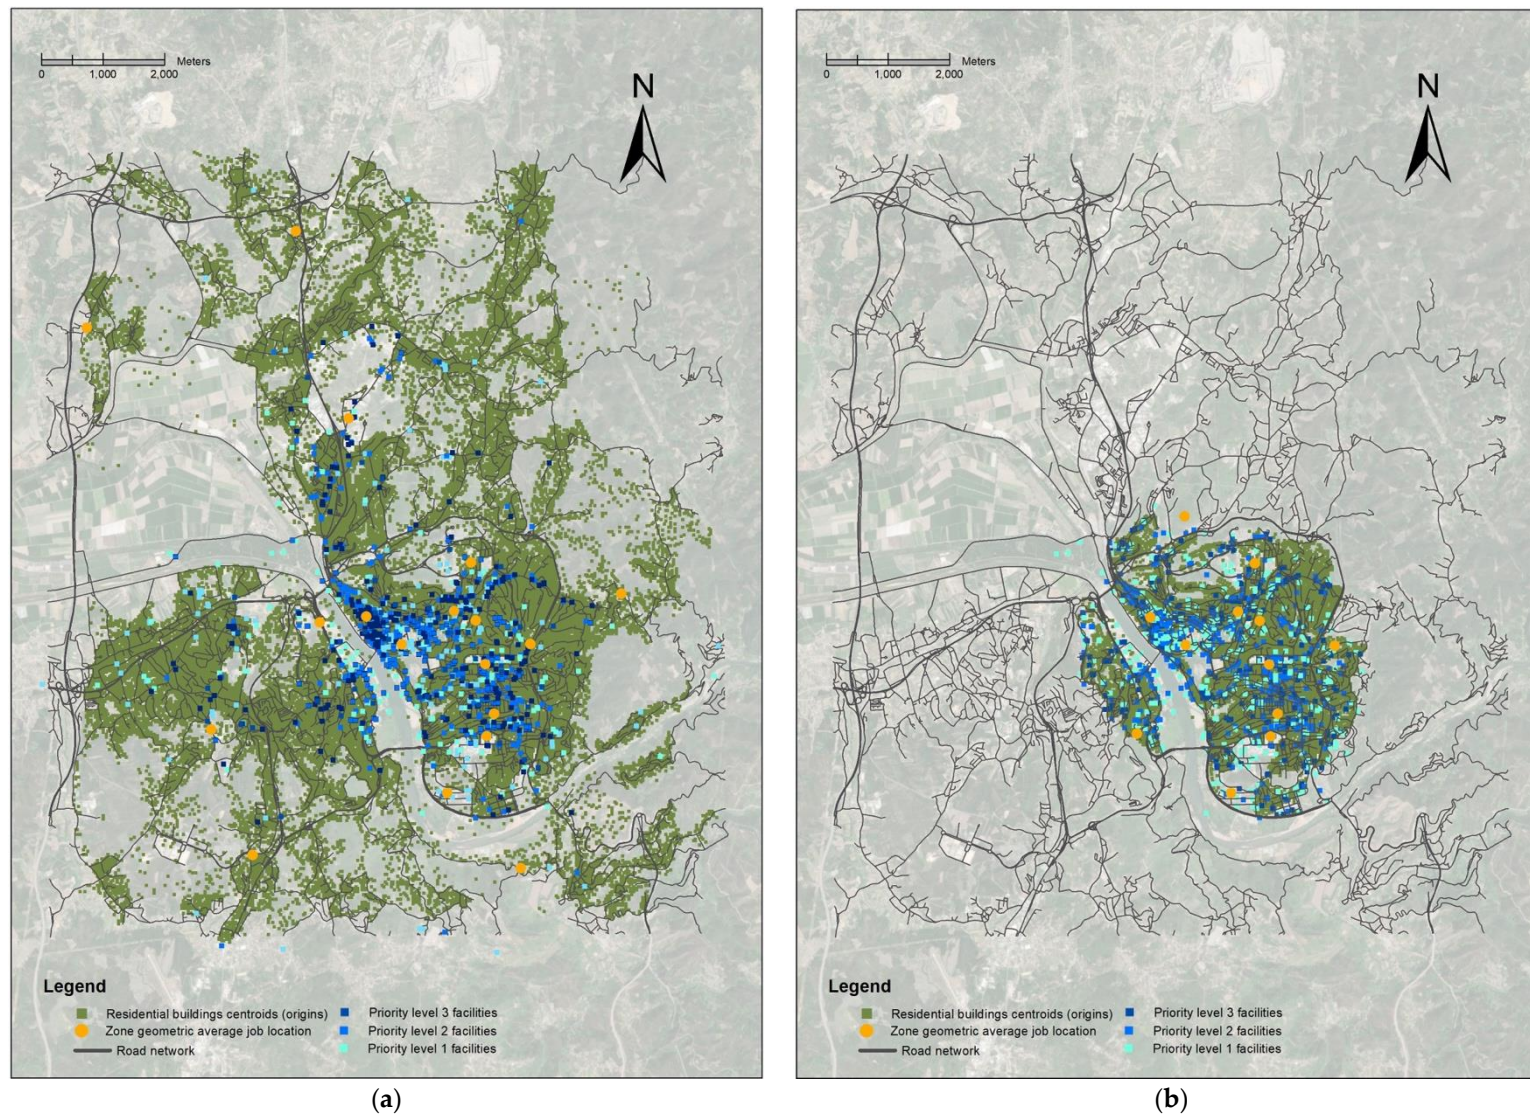 Meters
0 1,000 2,000
N
Legend
Residential buildings centroids (origins)
Zone geometric average job location
Road network
Priority level 3 facilities
Priority level 2 facilities
Priority level 1 facilities
(a)
Meters
0 1,000 2,000
N
Legend
Residential buildings centroids (origins)
Zone geometric average job location
Road network
Priority level 3 facilities
Priority level 2 facilities
Priority level 1 facilities
(b)